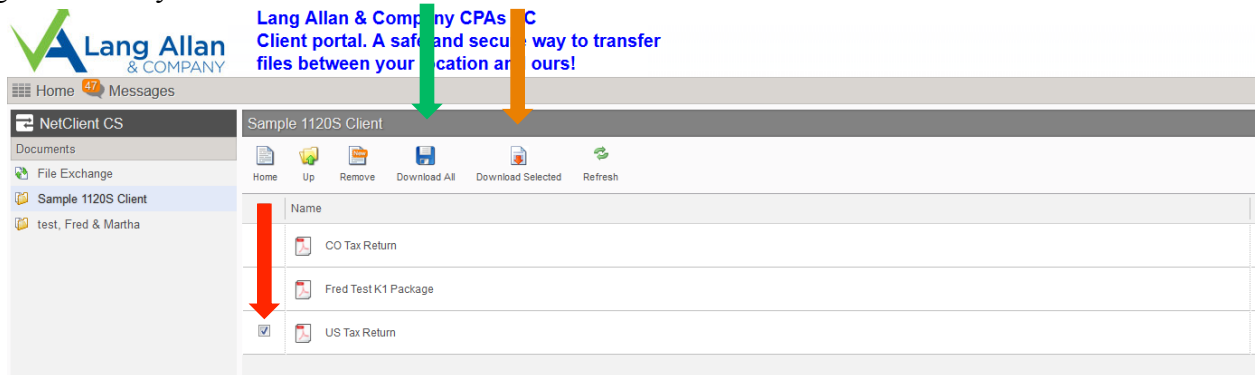 Lang Allan
& COMPANY
Lang Allan & Company CPAs PC
Client portal. A safe and secure way to transfer
files between your location and ours!
Home 47 Messages
NetClient CS
Documents
File Exchange
Sample 1120S Client
test, Fred & Martha
Sample 1120S Client
Home Up Remove Download All Download Selected Refresh
Name
CO Tax Return
Fred Test K1 Package
US Tax Return